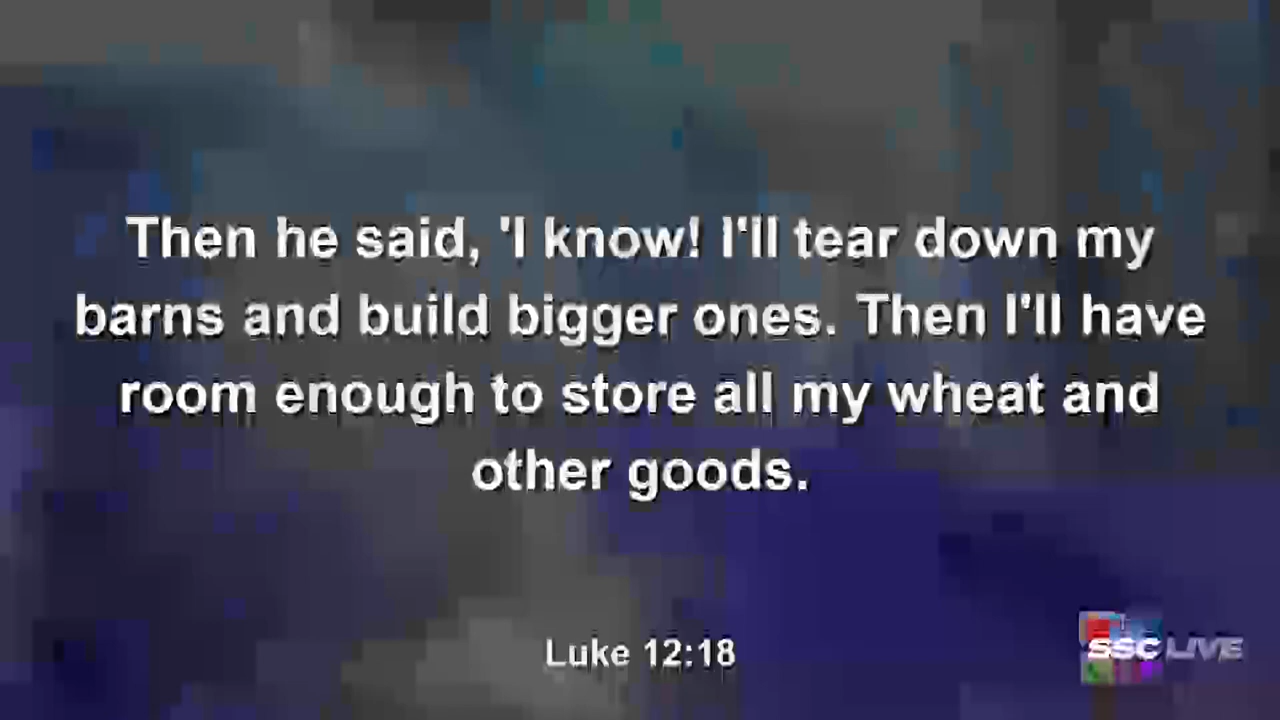 Then he said, 'I know! I'll tear down my
barns and build bigger ones. Then I'll have
room enough to store all my wheat and
other goods.
Luke 12:18
SSC LIVE